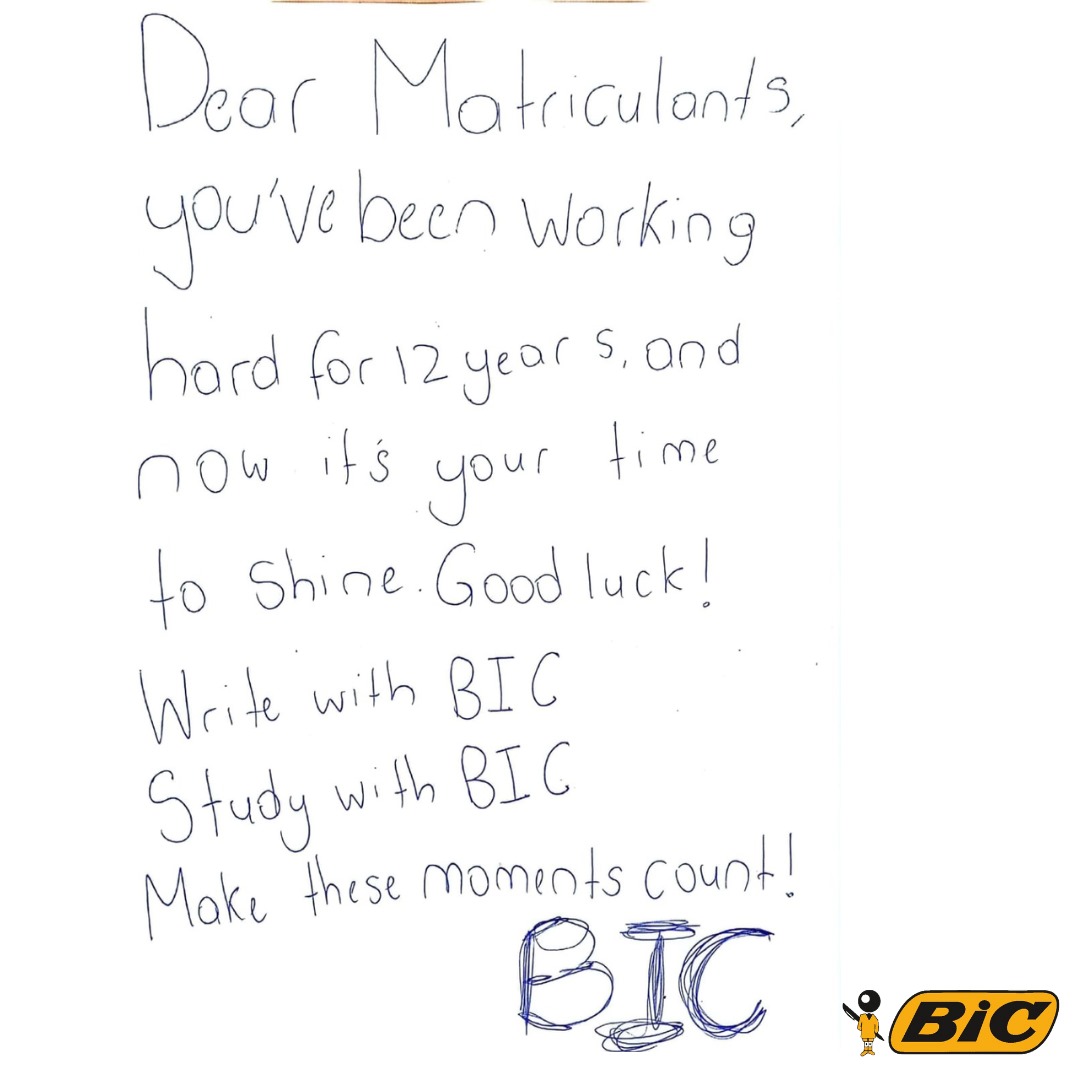 Dear Matriculants,
you've been working
hard for 12 years, and
now it's your time
to shine. Good luck!
Write with BIC
Study with BIC
Make these moments count!
BIC
BiC